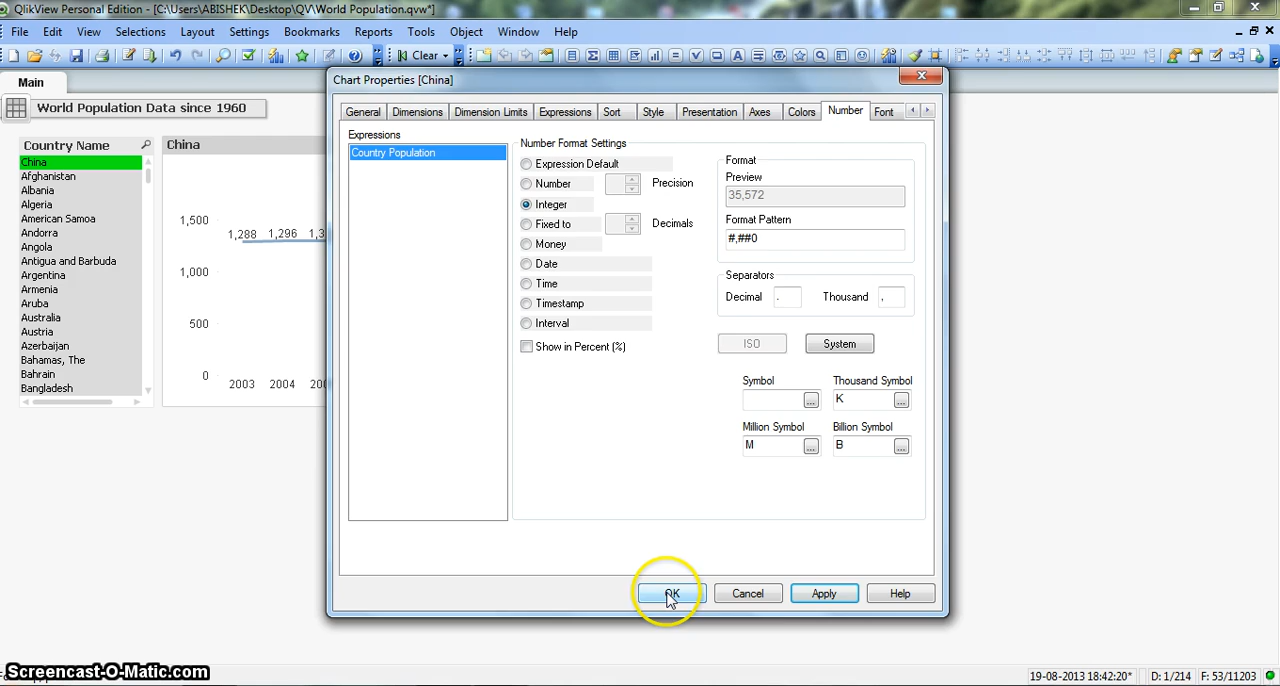 QlikView Personal Edition - [C:\Users\ABISHEK\Desktop\QV\World Population.qvw*]
File Edit View Selections Layout Settings Bookmarks Reports Tools Object Window Help
Clear
Main
World Population Data since 1960
Country Name
China
Afghanistan
Albania
Algeria
American Samoa
Andorra
Angola
Antigua and Barbuda
Argentina
Armenia
Aruba
Australia
Austria
Azerbaijan
Bahamas, The
Bahrain
Bangladesh
China
1,500
1,288 1,296 1,3
1,000
500
0
2003 2004 20
Chart Properties [China]
General Dimensions Dimension Limits Expressions Sort Style Presentation Axes Colors Number Font
Expressions
Country Population
Number Format Settings
Expression Default
Number
Precision
Integer
Fixed to
Decimals
Money
Date
Time
Timestamp
Interval
Show in Percent (%)
Format
Preview
35,572
Format Pattern
#,##0
Separators
Decimal .
Thousand ,
ISO
System
Symbol
...
Thousand Symbol
K ...
Million Symbol
M ...
Billion Symbol
B ...
OK Cancel Apply Help
Screencast-O-Matic.com
19-08-2013 18:42:20* D: 1/214 F: 53/11203